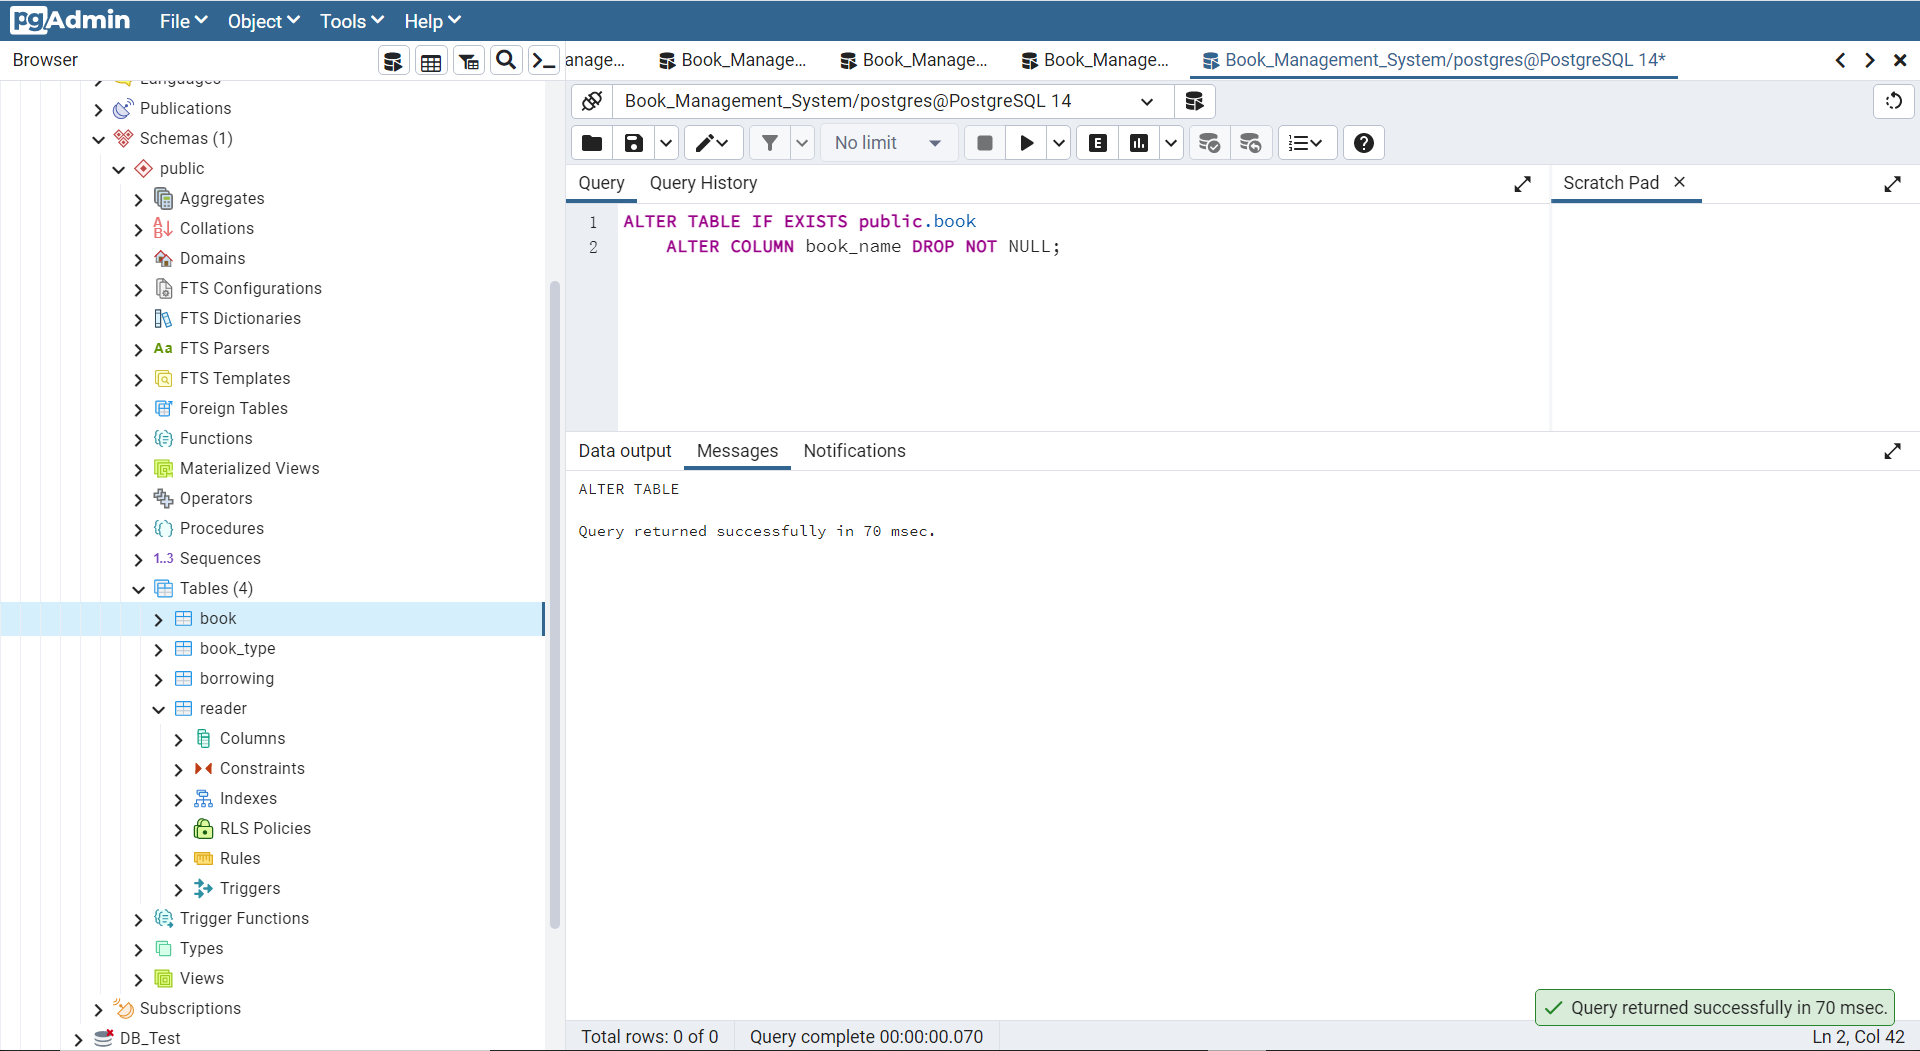 pgAdmin File Object Tools Help
Browser
anage... Book_Manage... Book_Manage... Book_Manage... Book_Management_System/postgres@PostgreSQL 14*
Languages
Publications
Schemas (1)
public
Aggregates
Collations
Domains
FTS Configurations
FTS Dictionaries
Aa FTS Parsers
FTS Templates
Foreign Tables
Functions
Materialized Views
Operators
Procedures
1..3 Sequences
Tables (4)
book
book_type
borrowing
reader
Columns
Constraints
Indexes
RLS Policies
Rules
Triggers
Trigger Functions
Types
Views
Subscriptions
DB_Test
Book_Management_System/postgres@PostgreSQL 14
No limit E
Query Query History Scratch Pad
1 ALTER TABLE IF EXISTS public.book
2 ALTER COLUMN book_name DROP NOT NULL;
Data output Messages Notifications
ALTER TABLE
Query returned successfully in 70 msec.
Query returned successfully in 70 msec.
Total rows: 0 of 0 Query complete 00:00:00.070 Ln 2, Col 42